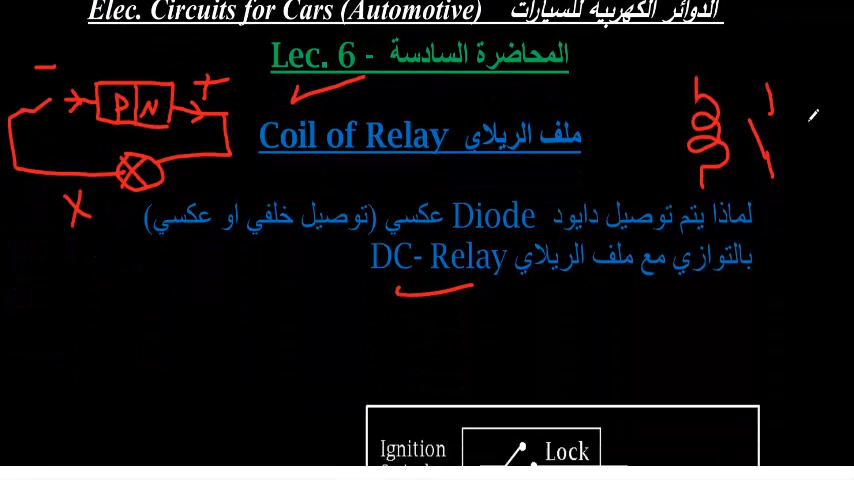 Elec. Circuits for Cars (Automotive) الدوائر الكهربية للسيارات
Lec. 6 - المحاضرة السادسة
− +
P N
Coil of Relay ملف الريلاي
X
لماذا يتم توصيل دايود Diode عكسي (توصيل خلفي او عكسي)
بالتوازي مع ملف الريلاي DC- Relay
Ignition
Lock